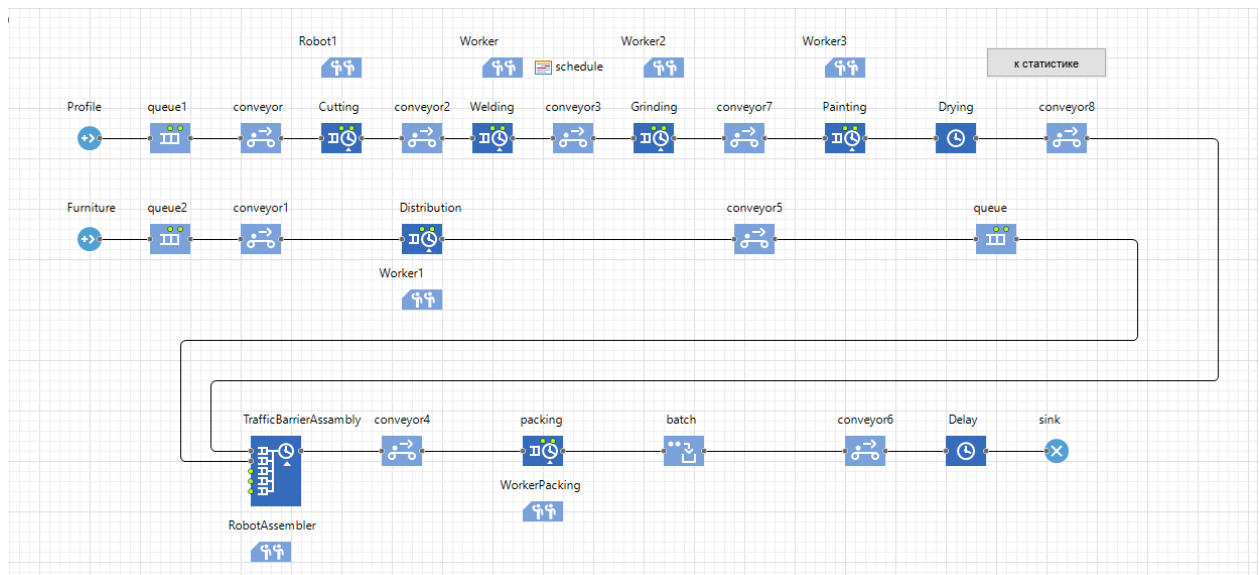 Robot1 Worker Worker2 Worker3
schedule
к статистике
Profile queue1 conveyor Cutting conveyor2 Welding conveyor3 Grinding conveyor7 Painting Drying conveyor8
Furniture queue2 conveyor1 Distribution conveyor5 queue
Worker1
TrafficBarrierAssambly conveyor4 packing batch conveyor6 Delay sink
WorkerPacking
RobotAssembler